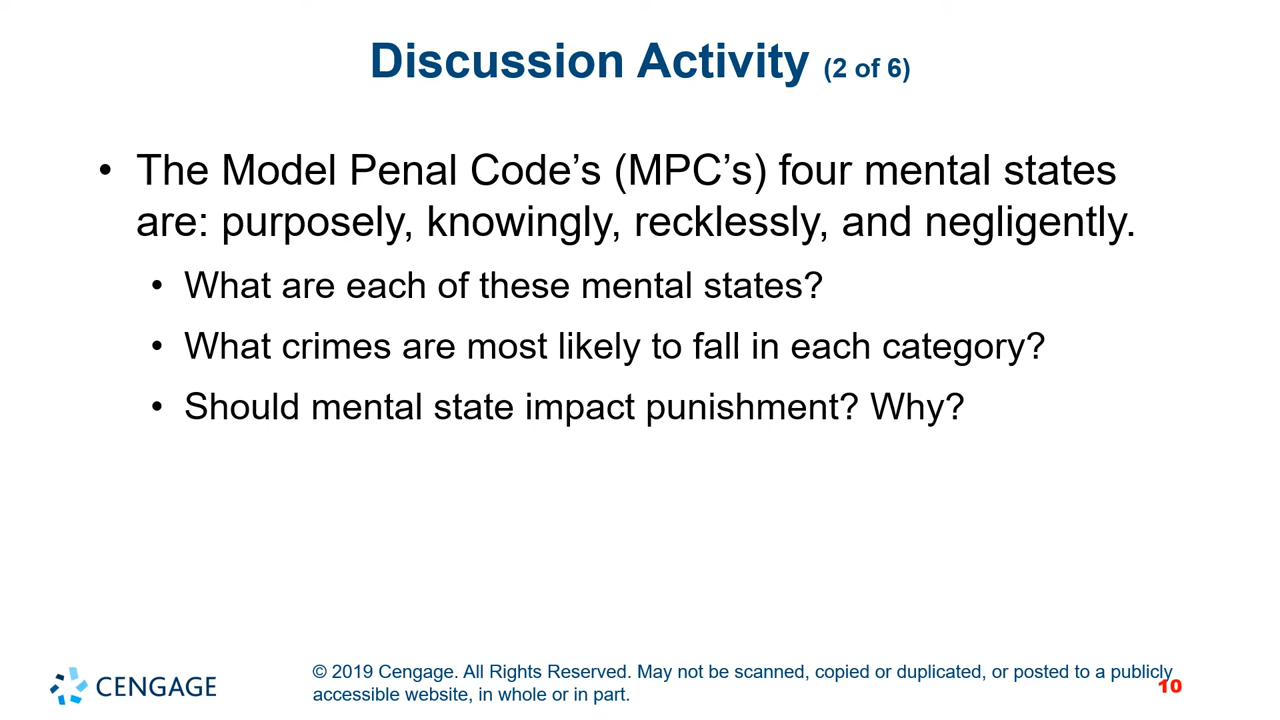 Discussion Activity (2 of 6)
• The Model Penal Code’s (MPC’s) four mental states
are: purposely, knowingly, recklessly, and negligently.
• What are each of these mental states?
• What crimes are most likely to fall in each category?
• Should mental state impact punishment? Why?
CENGAGE
© 2019 Cengage. All Rights Reserved. May not be scanned, copied or duplicated, or posted to a publicly
accessible website, in whole or in part.
10